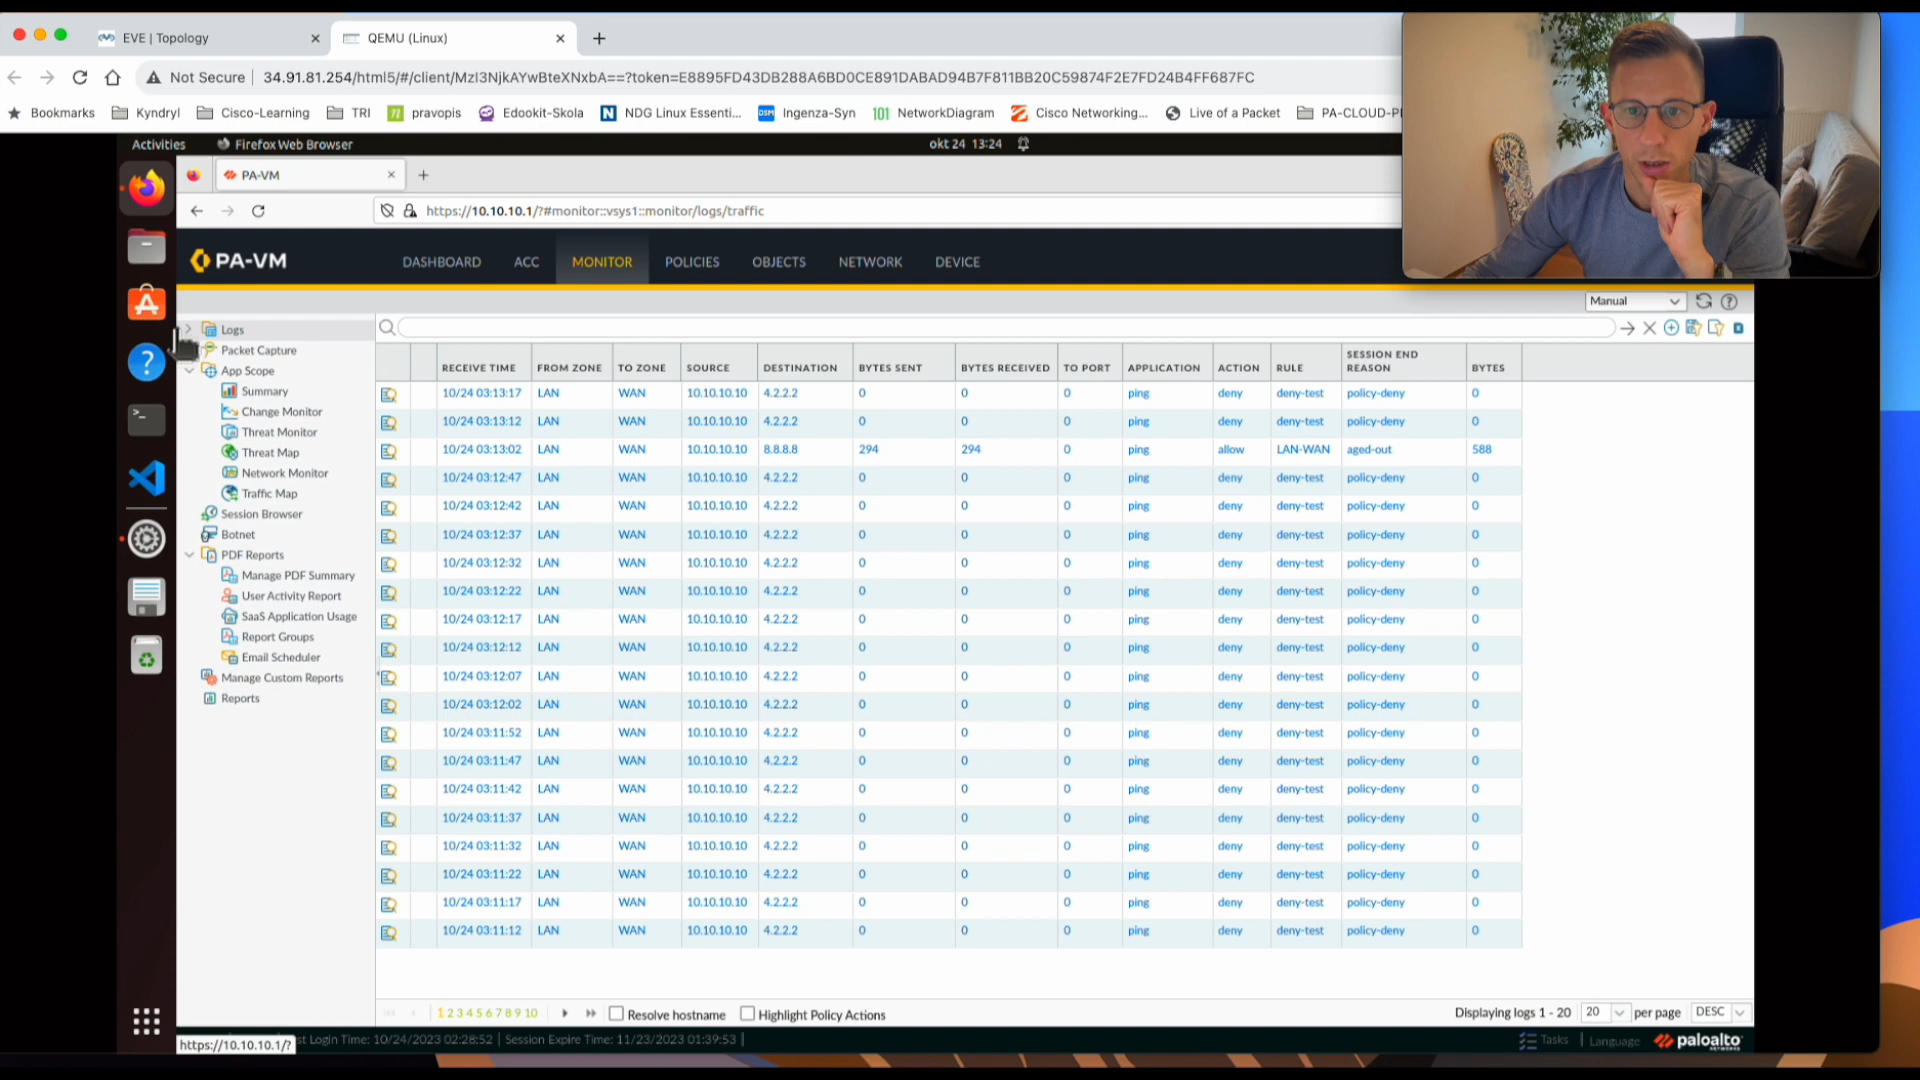 EVE | Topology
QEMU (Linux)
Not Secure
34.91.81.254/html5/#/client/MzI3NjkAYwBteXNxbA==?token=E8895FD43DB288A6BD0CE891DABAD94B7F811BB20C59874F2E7FD24B4FF687FC
Bookmarks Kyndryl Cisco-Learning TRI pravopis Edookit-Skola NDG Linux Essenti... Ingenza-Syn NetworkDiagram Cisco Networking... Live of a Packet PA-CLOUD-P
Activities Firefox Web Browser okt 24 13:24
PA-VM
https://10.10.10.1/?#monitor::vsys1::monitor/logs/traffic
PA-VM DASHBOARD ACC MONITOR POLICIES OBJECTS NETWORK DEVICE
Manual
Logs
Packet Capture
App Scope
Summary
Change Monitor
Threat Monitor
Threat Map
Network Monitor
Traffic Map
Session Browser
Botnet
PDF Reports
Manage PDF Summary
User Activity Report
SaaS Application Usage
Report Groups
Email Scheduler
Manage Custom Reports
Reports
RECEIVE TIME FROM ZONE TO ZONE SOURCE DESTINATION BYTES SENT BYTES RECEIVED TO PORT APPLICATION ACTION RULE SESSION END REASON BYTES
10/24 03:13:17 LAN WAN 10.10.10.10 4.2.2.2 0 0 0 ping deny deny-test policy-deny 0
10/24 03:13:12 LAN WAN 10.10.10.10 4.2.2.2 0 0 0 ping deny deny-test policy-deny 0
10/24 03:13:02 LAN WAN 10.10.10.10 8.8.8.8 294 294 0 ping allow LAN-WAN aged-out 588
10/24 03:12:47 LAN WAN 10.10.10.10 4.2.2.2 0 0 0 ping deny deny-test policy-deny 0
10/24 03:12:42 LAN WAN 10.10.10.10 4.2.2.2 0 0 0 ping deny deny-test policy-deny 0
10/24 03:12:37 LAN WAN 10.10.10.10 4.2.2.2 0 0 0 ping deny deny-test policy-deny 0
10/24 03:12:32 LAN WAN 10.10.10.10 4.2.2.2 0 0 0 ping deny deny-test policy-deny 0
10/24 03:12:22 LAN WAN 10.10.10.10 4.2.2.2 0 0 0 ping deny deny-test policy-deny 0
10/24 03:12:17 LAN WAN 10.10.10.10 4.2.2.2 0 0 0 ping deny deny-test policy-deny 0
10/24 03:12:12 LAN WAN 10.10.10.10 4.2.2.2 0 0 0 ping deny deny-test policy-deny 0
10/24 03:12:07 LAN WAN 10.10.10.10 4.2.2.2 0 0 0 ping deny deny-test policy-deny 0
10/24 03:12:02 LAN WAN 10.10.10.10 4.2.2.2 0 0 0 ping deny deny-test policy-deny 0
10/24 03:11:52 LAN WAN 10.10.10.10 4.2.2.2 0 0 0 ping deny deny-test policy-deny 0
10/24 03:11:47 LAN WAN 10.10.10.10 4.2.2.2 0 0 0 ping deny deny-test policy-deny 0
10/24 03:11:42 LAN WAN 10.10.10.10 4.2.2.2 0 0 0 ping deny deny-test policy-deny 0
10/24 03:11:37 LAN WAN 10.10.10.10 4.2.2.2 0 0 0 ping deny deny-test policy-deny 0
10/24 03:11:32 LAN WAN 10.10.10.10 4.2.2.2 0 0 0 ping deny deny-test policy-deny 0
10/24 03:11:22 LAN WAN 10.10.10.10 4.2.2.2 0 0 0 ping deny deny-test policy-deny 0
10/24 03:11:17 LAN WAN 10.10.10.10 4.2.2.2 0 0 0 ping deny deny-test policy-deny 0
10/24 03:11:12 LAN WAN 10.10.10.10 4.2.2.2 0 0 0 ping deny deny-test policy-deny 0
1 2 3 4 5 6 7 8 9 10 Resolve hostname Highlight Policy Actions Displaying logs 1 - 20 20 per page DESC
https://10.10.10.1/? st Login Time: 10/24/2023 02:28:52 | Session Expire Time: 11/23/2023 01:39:53 | Tasks | Language paloalto NETWORKS